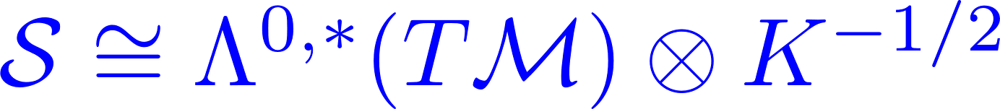 𝒮 ≅ Λ^{0,*}(Tℳ) ⊗ K^{-1/2}